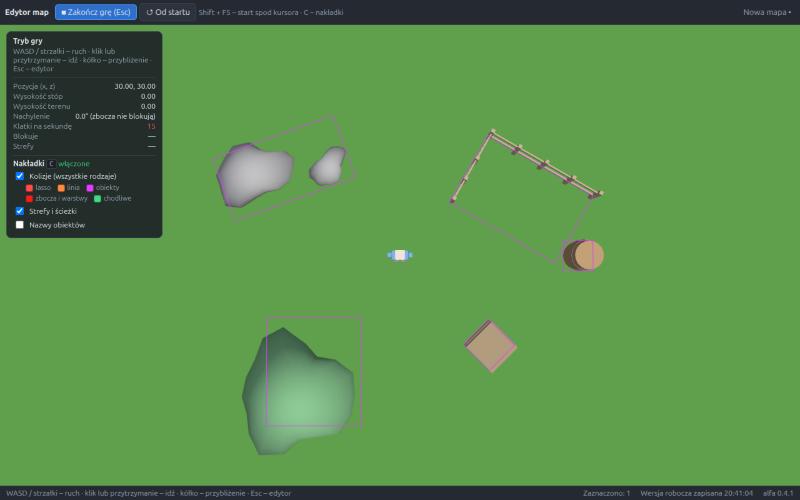 Edytor map
■ Zakończ grę (Esc)
↺ Od startu
Shift + F5 – start spod kursora · C – nakładki
Nowa mapa •
Tryb gry
WASD / strzałki – ruch · klik lub
przytrzymanie – idź · kółko – przybliżenie ·
Esc – edytor
Pozycja (x, z) 30.00, 30.00
Wysokość stóp 0.00
Wysokość terenu 0.00
Nachylenie 0.0° (zbocza nie blokują)
Klatki na sekundę 15
Blokuje —
Strefy —
Nakładki C włączone
Kolizje (wszystkie rodzaje)
lasso linia obiekty
zbocza i warstwy chodliwe
Strefy i ścieżki
Nazwy obiektów
WASD / strzałki – ruch · klik lub przytrzymanie – idź · kółko – przybliżenie · Esc – edytor
Zaznaczono: 1 Wersja robocza zapisana 20:41:04 alfa 0.4.1